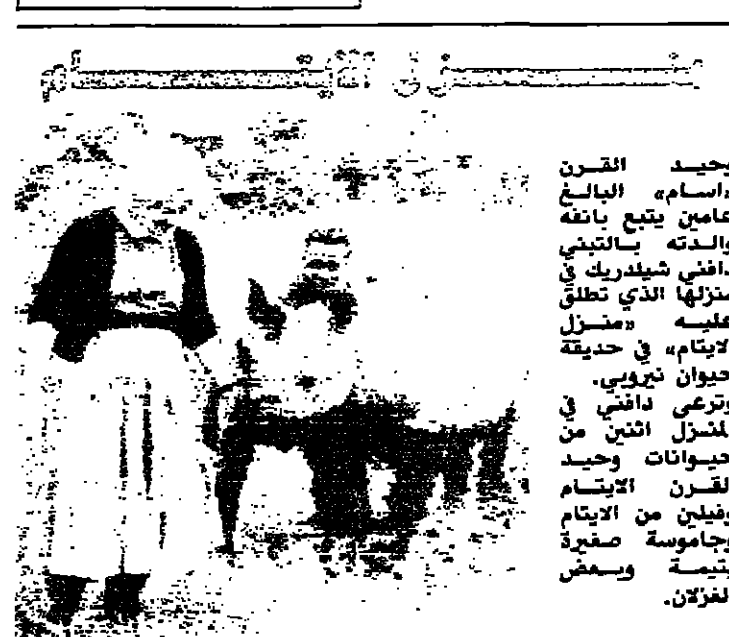 وحيد القرن
«اسام» البالغ
عامين يتبع بانفه
والدته بالتبني
دافني شيلدريك في
منزلها الذي تطلق
عليه «منزل
الايتام» في حديقة
حيوان نيروبي.
وترعى دافني في
المنزل اثنين من
حيوانات وحيد
القرن الايتام
وفيلين من الايتام
وجاموسة صغيرة
يتيمة وبعض
الغزلان.